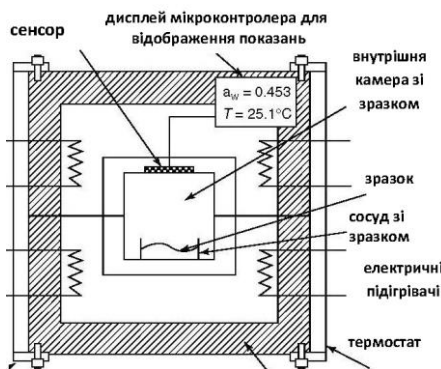 дисплей мікроконтролера для
відображення показань
сенсор
внутрішня
камера зі
зразком
a_w = 0.453
T = 25.1°C
зразок
сосуд зі
зразком
електричні
підігрівачі
термостат